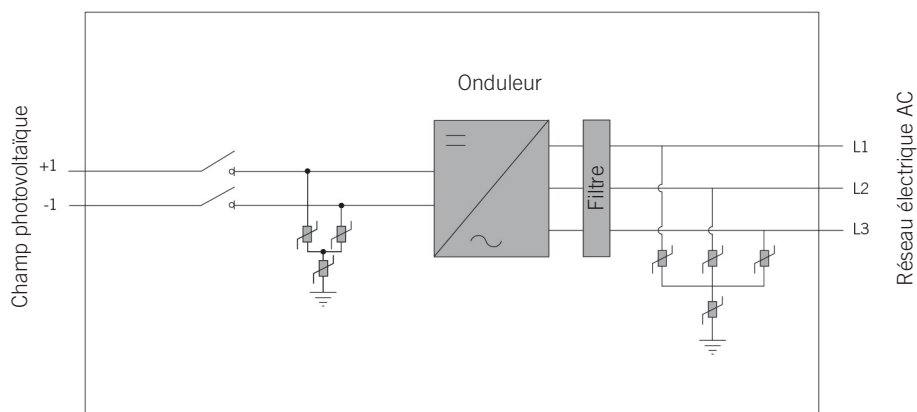 Champ photovoltaïque
+1
-1
Onduleur
Filtre
L1
L2
L3
Réseau électrique AC